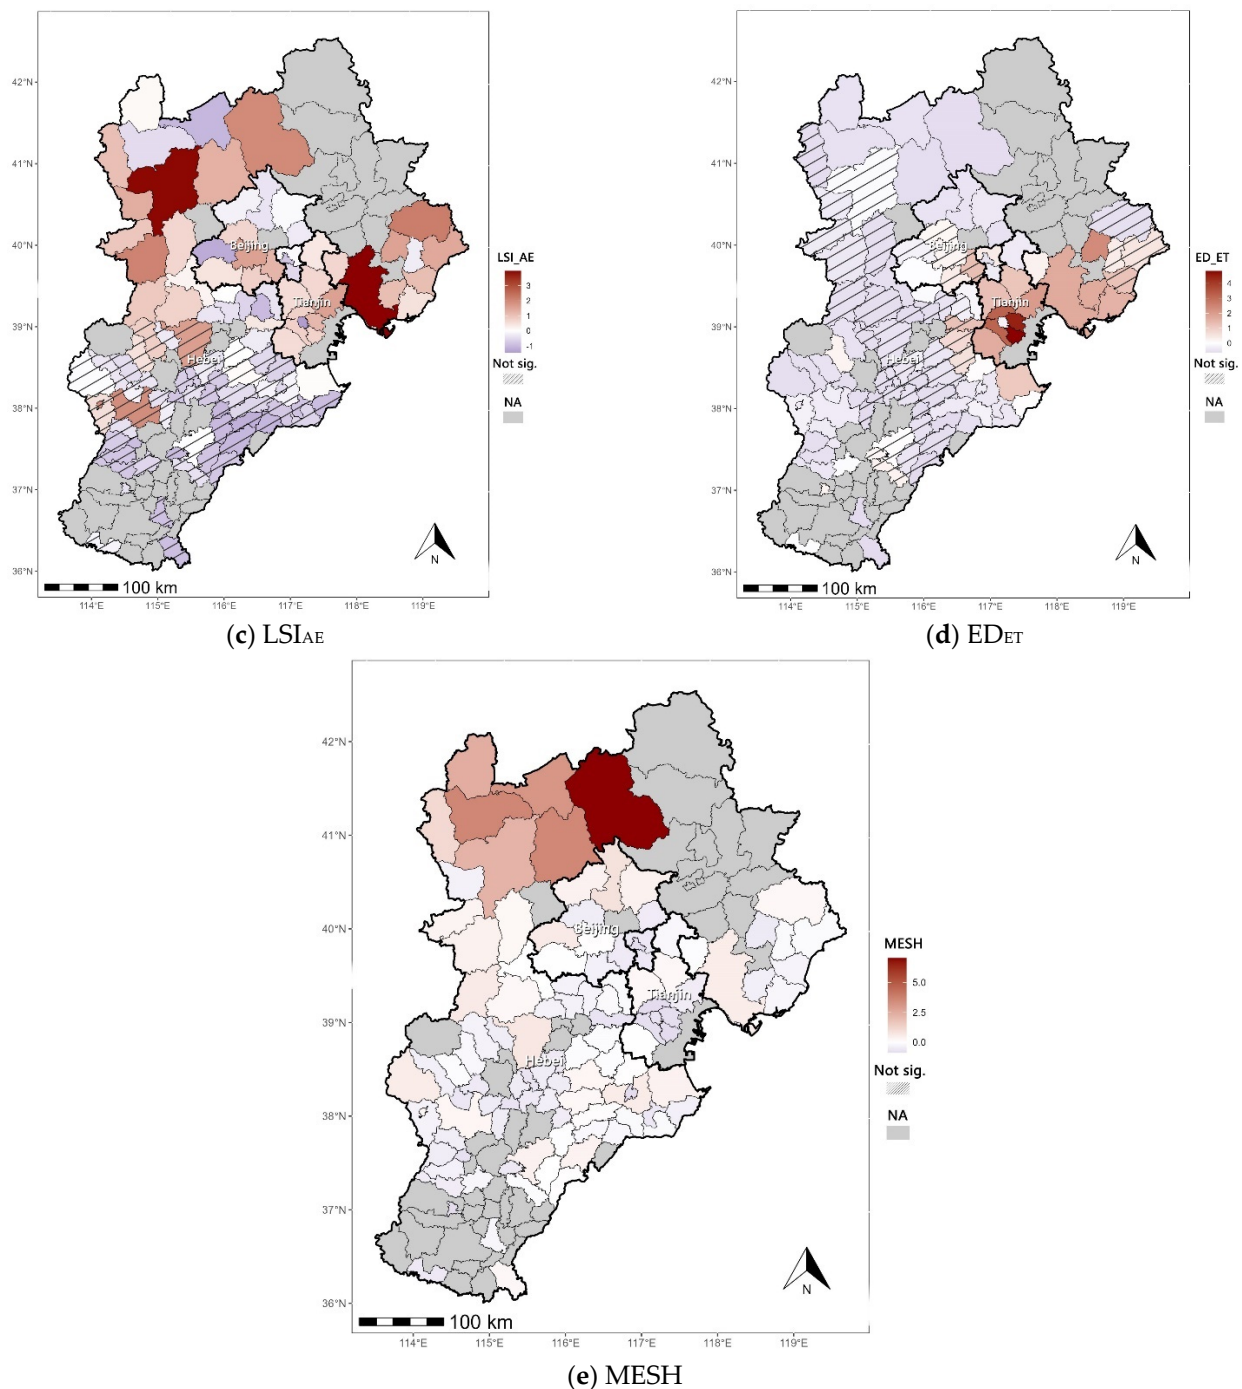 42°N
41°N
40°N
39°N
38°N
37°N
36°N
114°E 115°E 116°E 117°E 118°E 119°E
Beijing
Tianjin
Hebei
LSI_AE
3
2
1
0
-1
Not sig.
NA
N
100 km
(c) LSIAE
42°N
41°N
40°N
39°N
38°N
37°N
36°N
114°E 115°E 116°E 117°E 118°E 119°E
Beijing
Tianjin
Hebei
ED_ET
4
3
2
1
0
Not sig.
NA
N
100 km
(d) EDET
42°N
41°N
40°N
39°N
38°N
37°N
36°N
114°E 115°E 116°E 117°E 118°E 119°E
Beijing
Tianjin
Hebei
MESH
5.0
2.5
0.0
Not sig.
NA
N
100 km
(e) MESH